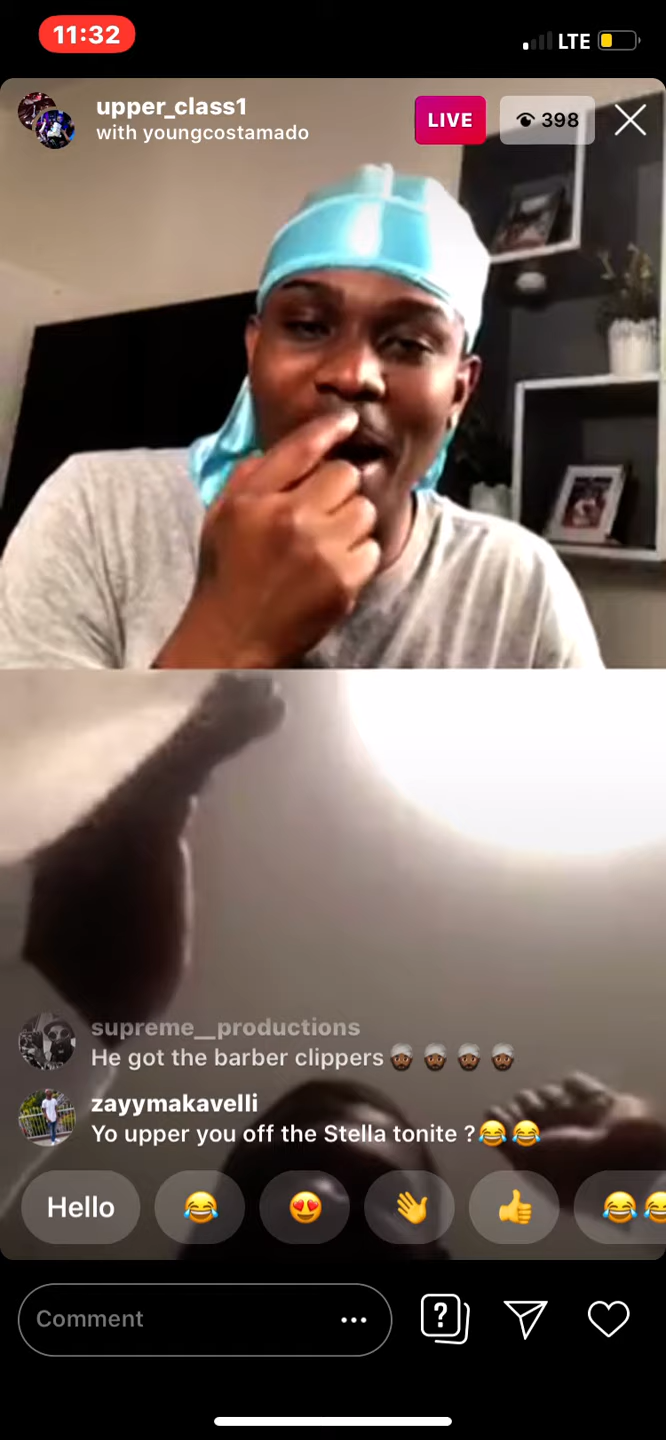 11:32
LTE
upper_class1
with youngcostamado
LIVE
398
supreme__productions
He got the barber clippers👳🏾👳🏾👳🏾👳🏾
zayymakavelli
Yo upper you off the Stella tonite ?😂😂
Hello
Comment